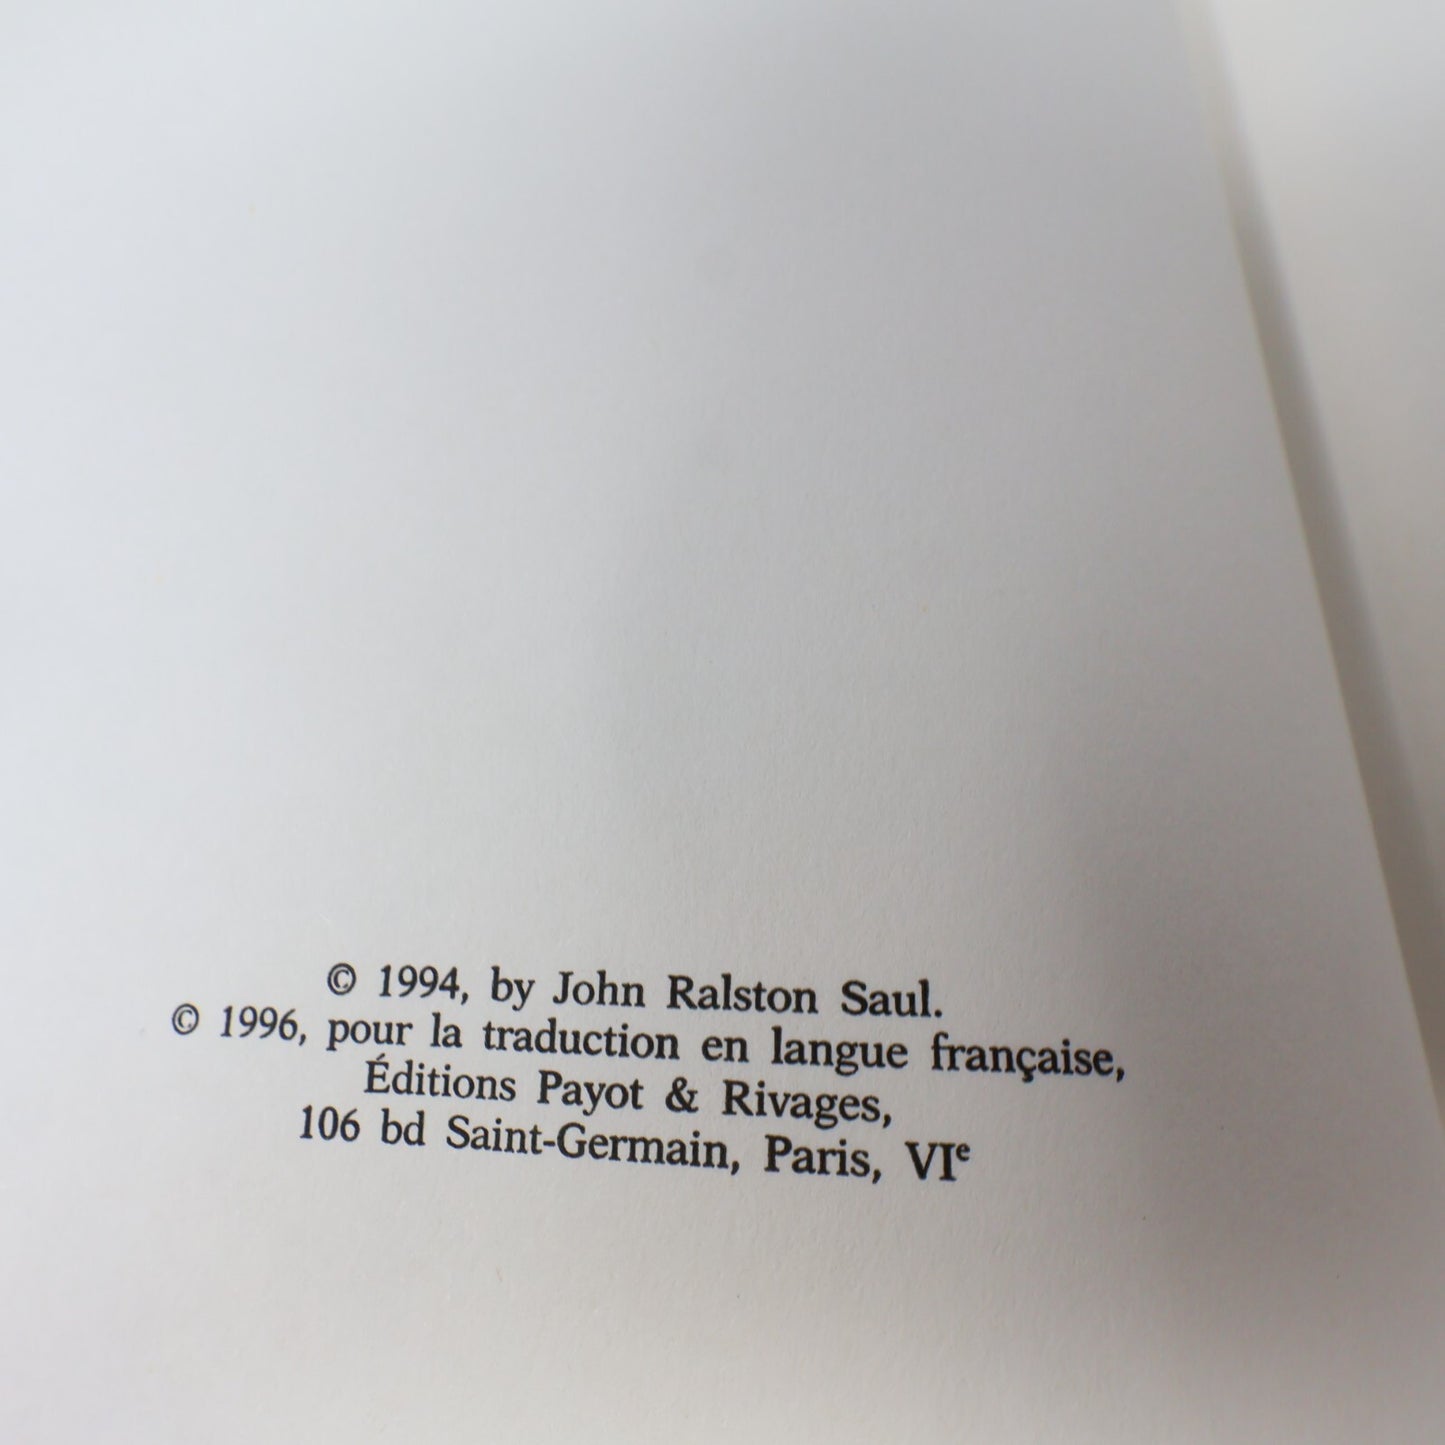 © 1994, by John Ralston Saul.
© 1996, pour la traduction en langue française,
Éditions Payot & Rivages,
106 bd Saint-Germain, Paris, VIᵉ